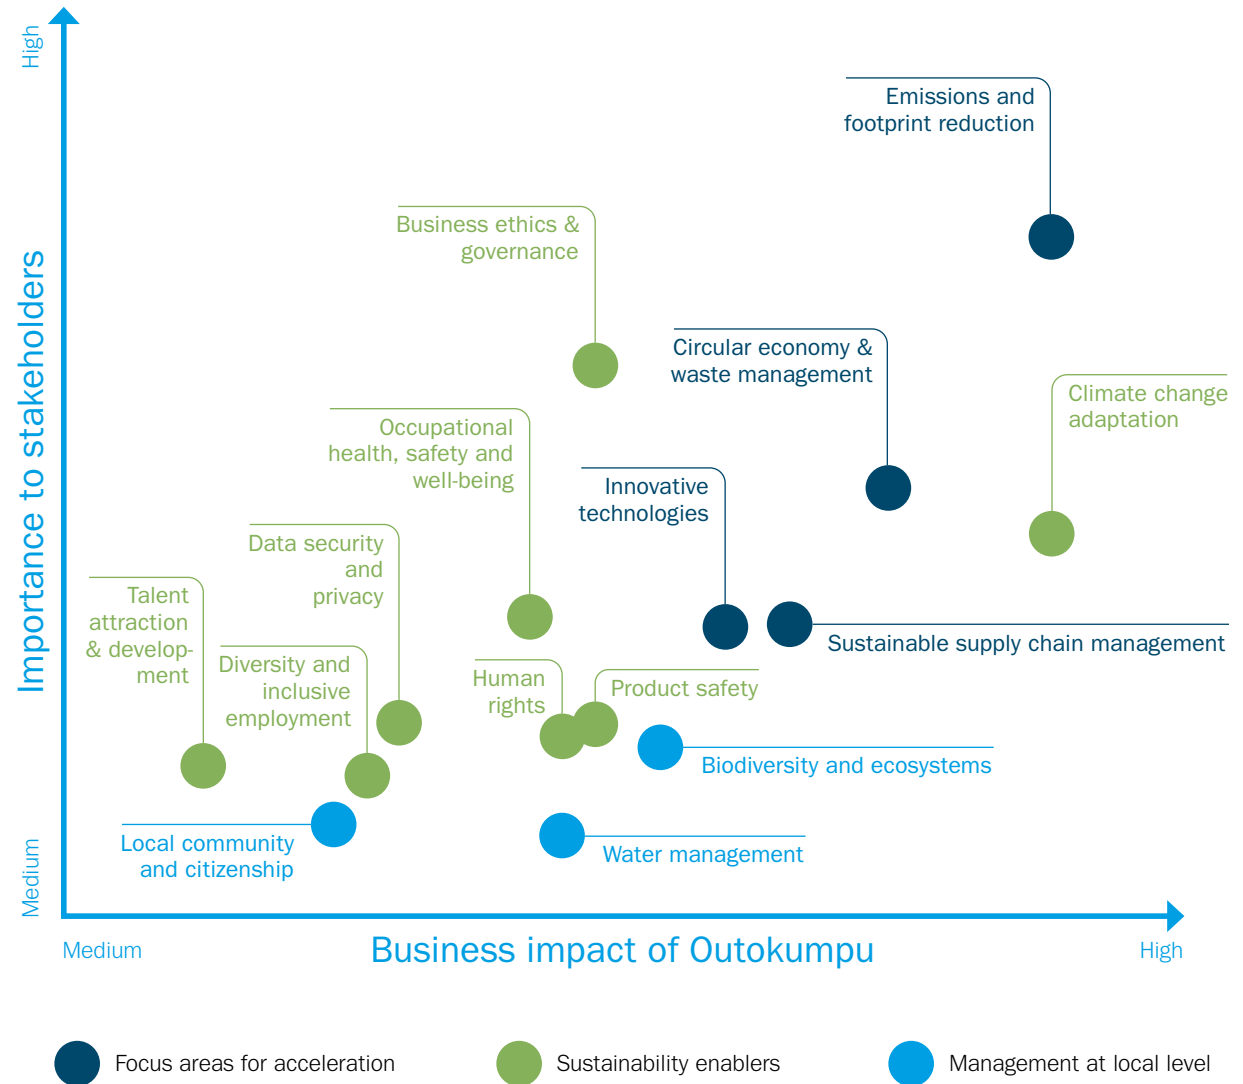 High
Importance to stakeholders
Medium
Emissions and
footprint reduction
Business ethics &
governance
Circular economy &
waste management
Climate change
adaptation
Occupational
health, safety and
well-being
Innovative
technologies
Data security
and
privacy
Talent
attraction
& develop-
ment
Diversity and
inclusive
employment
Sustainable supply chain management
Human
rights
Product safety
Biodiversity and ecosystems
Local community
and citizenship
Water management
Medium
Business impact of Outokumpu
High
Focus areas for acceleration
Sustainability enablers
Management at local level